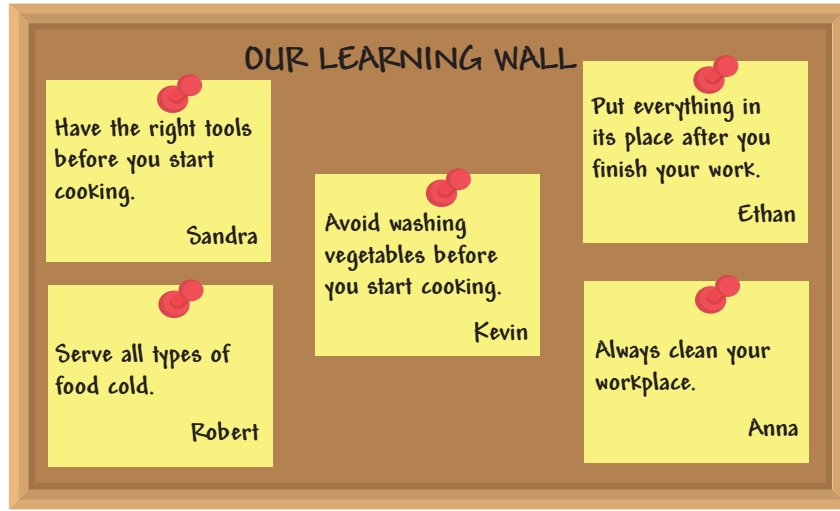 OUR LEARNING WALL
Have the right tools
before you start
cooking.
Sandra
Serve all types of
food cold.
Robert
Avoid washing
vegetables before
you start cooking.
Kevin
Put everything in
its place after you
finish your work.
Ethan
Always clean your
workplace.
Anna